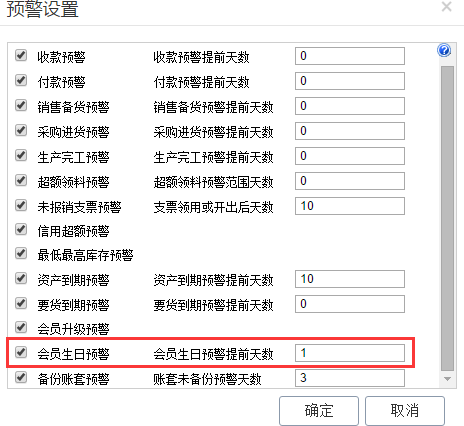 预警设置 ×
?
收款预警 收款预警提前天数 0
付款预警 付款预警提前天数 0
销售备货预警 销售备货预警提前天数 0
采购进货预警 采购进货预警提前天数 0
生产完工预警 生产完工预警提前天数 0
超额领料预警 超额领料预警范围天数 0
未报销支票预警 支票领用或开出后天数 10
信用超额预警
最低最高库存预警
资产到期预警 资产到期预警提前天数 10
要货到期预警 要货到期预警提前天数 0
会员升级预警
会员生日预警 会员生日预警提前天数 1
备份账套预警 账套未备份预警天数 3
确定 取消